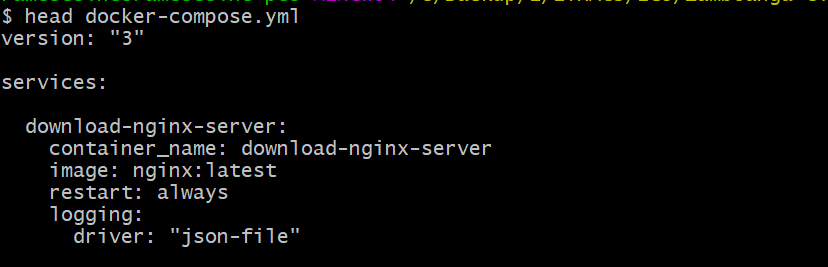 $ head docker-compose.yml
version: "3"
services:
download-nginx-server:
container_name: download-nginx-server
image: nginx:latest
restart: always
logging:
driver: "json-file"